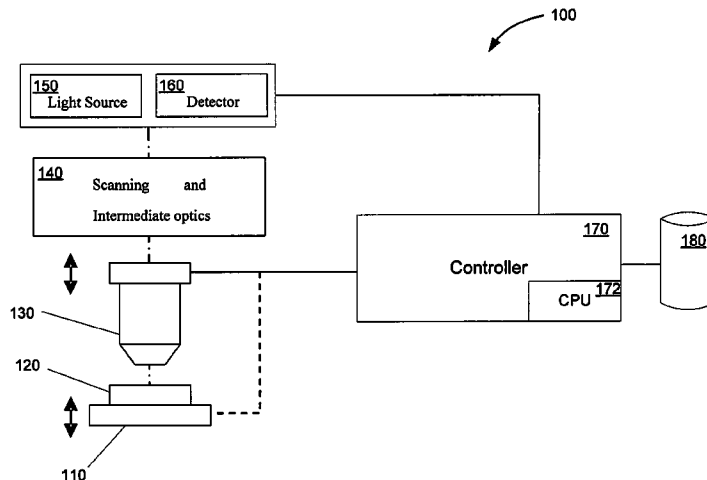 100
150
Light Source
160
Detector
140
Scanning and
Intermediate optics
170
Controller
172
CPU
180
130
120
110